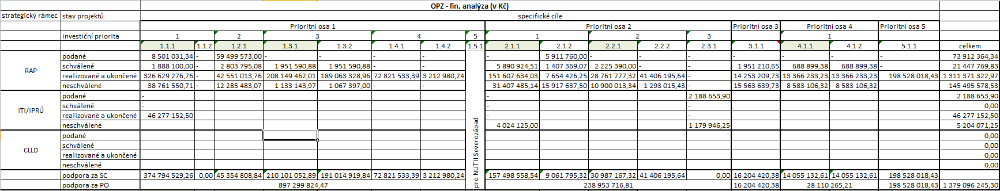 OPZ - fin. analýza (v Kč)
strategický rámec stav projektů specifické cíle
Prioritní osa 1 Prioritní osa 2 Prioritní osa 3 Prioritní osa 4 Prioritní osa 5
investiční priorita 1 2 3 4 5 1 2 3 1
1.1.1 1.1.2 1.2.1 1.3.1 1.3.2 1.4.1 1.4.2 1.5.1 2.1.1 2.1.2 2.2.1 2.2.2 2.3.1 3.1.1 4.1.1 4.1.2 5.1.1 celkem
RAP
podané 8 501 031,34 - 59 499 573,00 - - - - - 5 911 760,00 - - - - - - 73 912 364,34
schválené 1 888 100,00 - 2 803 795,08 1 951 590,88 1 951 590,88 - - 5 890 924,51 1 407 369,07 2 225 390,00 - - 1 951 210,65 688 899,38 688 899,38 - 21 447 769,83
realizované a ukončené 326 629 276,76 - 42 551 013,76 208 149 462,01 189 063 328,96 72 821 533,39 3 212 980,24 151 607 634,03 7 654 426,25 28 761 777,32 41 406 195,64 - 14 253 209,73 13 366 233,23 13 366 233,23 198 528 018,43 1 311 371 322,97
neschválené 38 761 550,71 - 12 285 483,07 1 133 143,97 1 067 397,00 - - 31 407 485,14 15 917 637,50 10 900 013,34 1 293 015,43 - 15 563 639,73 8 583 106,32 8 583 106,32 145 495 578,53
ITI/IPRÚ
podané - - 2 188 653,90 2 188 653,90
schválené - - - 0,00
realizované a ukončené 46 277 152,50 - - 46 277 152,50
neschválené 4 024 125,00 1 179 946,25 5 204 071,25
CLLD
podané 0,00
schválené 0,00
realizované a ukončené 0,00
neschválené 0,00
pro NUT II Severozápad
podpora za SC 374 794 529,26 0,00 45 354 808,84 210 101 052,89 191 014 919,84 72 821 533,39 3 212 980,24 157 498 558,54 9 061 795,32 30 987 167,32 41 406 195,64 0,00 16 204 420,38 14 055 132,61 14 055 132,61 198 528 018,43
podpora za PO 897 299 824,47 238 953 716,81 16 204 420,38 28 110 265,21 198 528 018,43 1 379 096 245,30